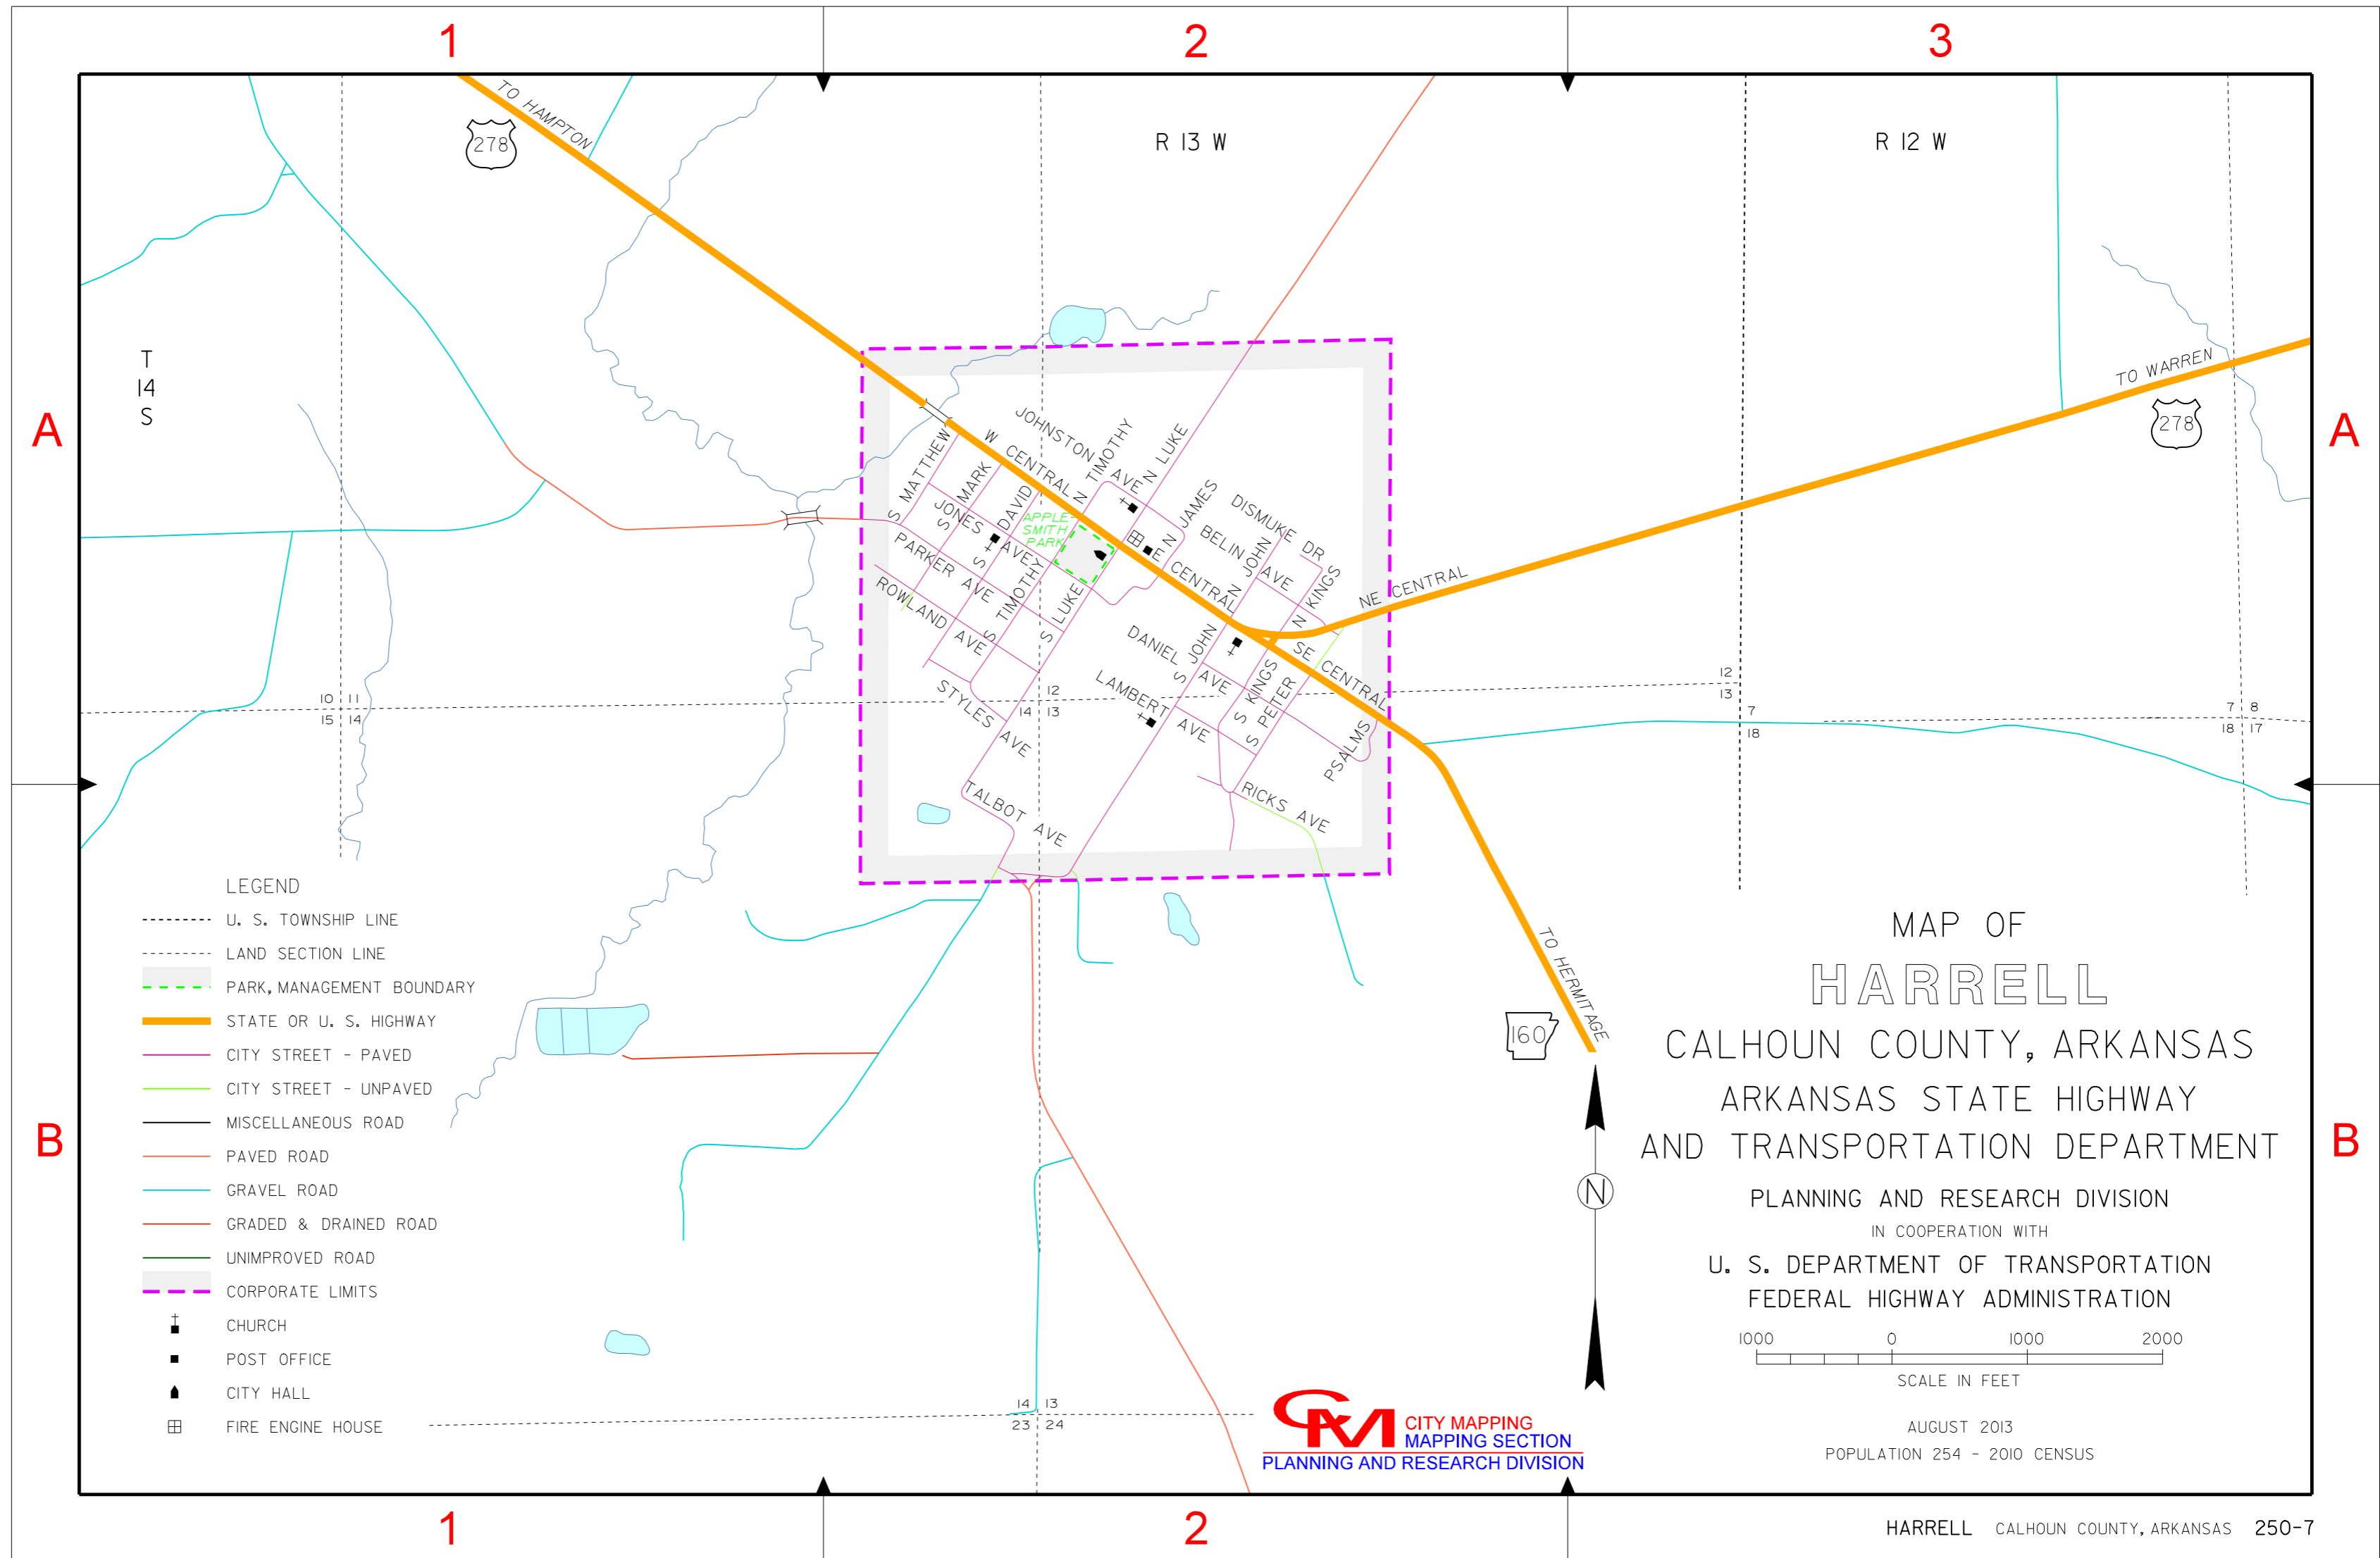 1
2
3
TO HAMPTON
278
R 13 W
R 12 W
T
14
S
A
A
TO WARREN
278
JOHNSTON AVE
N TIMOTHY
N LUKE
W CENTRAL
S MATTHEW
S MARK
S DAVID
JONES AVE
APPLE-
SMITH
PARK
N JAMES
DISMUKE DR
BELIN AVE
N JOHN
N KINGS
E CENTRAL
NE CENTRAL
PARKER AVE
ROWLAND AVE
S TIMOTHY
S LUKE
DANIEL AVE
S JOHN
SE CENTRAL
LAMBERT AVE
S KINGS
S PETER
PSALMS
STYLES AVE
TALBOT AVE
RICKS AVE
10 11
15 14
12
14 13
12
13
7
18
7 8
18 17
TO HERMITAGE
160
LEGEND
U. S. TOWNSHIP LINE
LAND SECTION LINE
PARK, MANAGEMENT BOUNDARY
STATE OR U. S. HIGHWAY
CITY STREET - PAVED
CITY STREET - UNPAVED
MISCELLANEOUS ROAD
PAVED ROAD
GRAVEL ROAD
GRADED & DRAINED ROAD
UNIMPROVED ROAD
CORPORATE LIMITS
CHURCH
POST OFFICE
CITY HALL
FIRE ENGINE HOUSE
B
B
14 13
23 24
N
MAP OF
HARRELL
CALHOUN COUNTY, ARKANSAS
ARKANSAS STATE HIGHWAY
AND TRANSPORTATION DEPARTMENT
PLANNING AND RESEARCH DIVISION
IN COOPERATION WITH
U. S. DEPARTMENT OF TRANSPORTATION
FEDERAL HIGHWAY ADMINISTRATION
1000 0 1000 2000
SCALE IN FEET
AUGUST 2013
POPULATION 254 - 2010 CENSUS
CM
CITY MAPPING
MAPPING SECTION
PLANNING AND RESEARCH DIVISION
1
2
HARRELL CALHOUN COUNTY, ARKANSAS 250-7